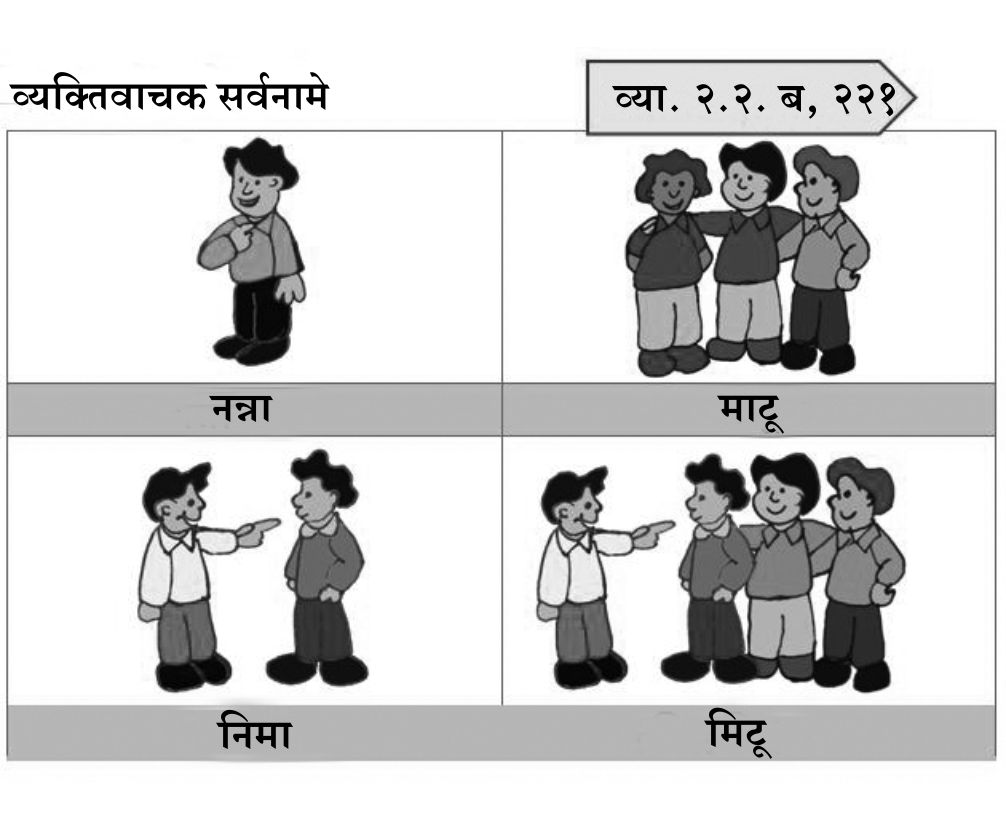 व्यक्तिवाचक सर्वनामे
व्या. २.२. ब, २२१
नन्ना
माटू
निमा
मिटू